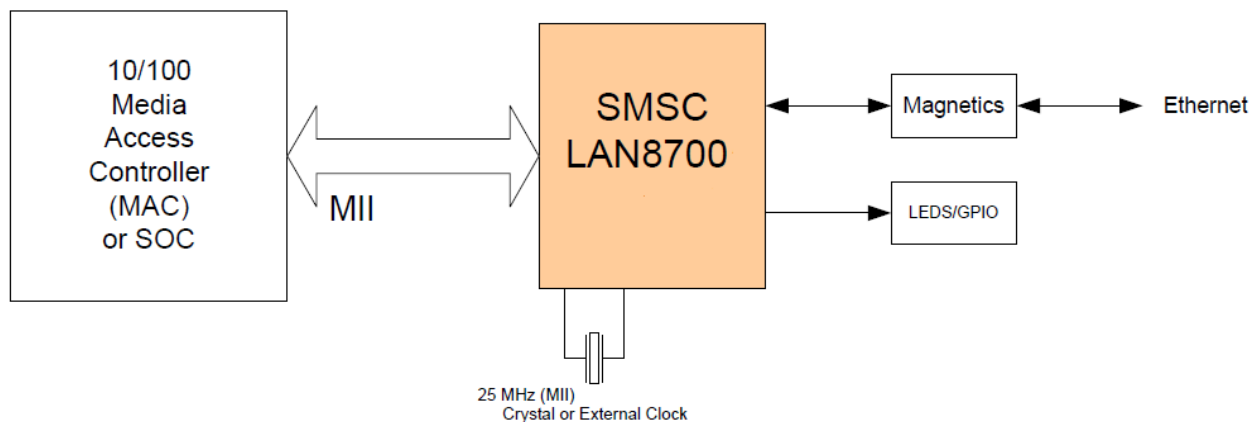 10/100
Media
Access
Controller
(MAC)
or SOC
MII
SMSC
LAN8700
Magnetics
Ethernet
LEDS/GPIO
25 MHz (MII)
Crystal or External Clock